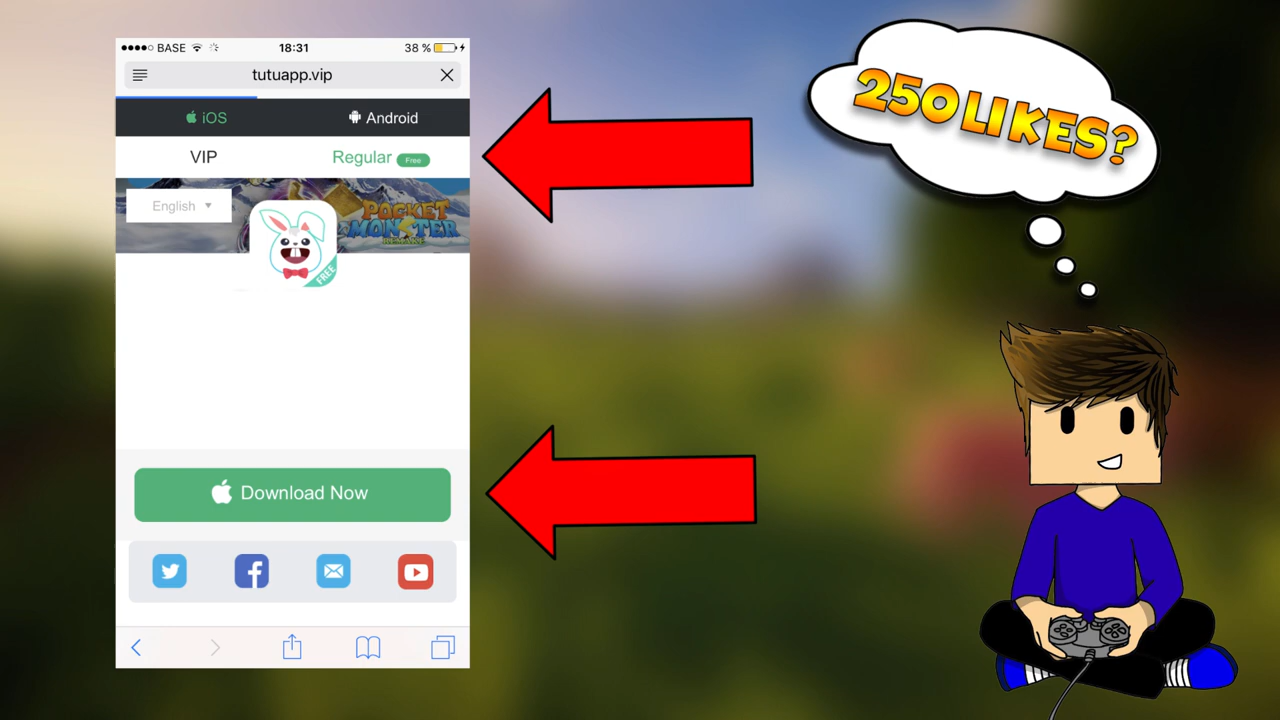 BASE 18:31 38 %
tutuapp.vip
iOS Android
VIP Regular Free
English
POCKET
MONSTER
REMAKE
FREE
Download Now
250 LIKES?